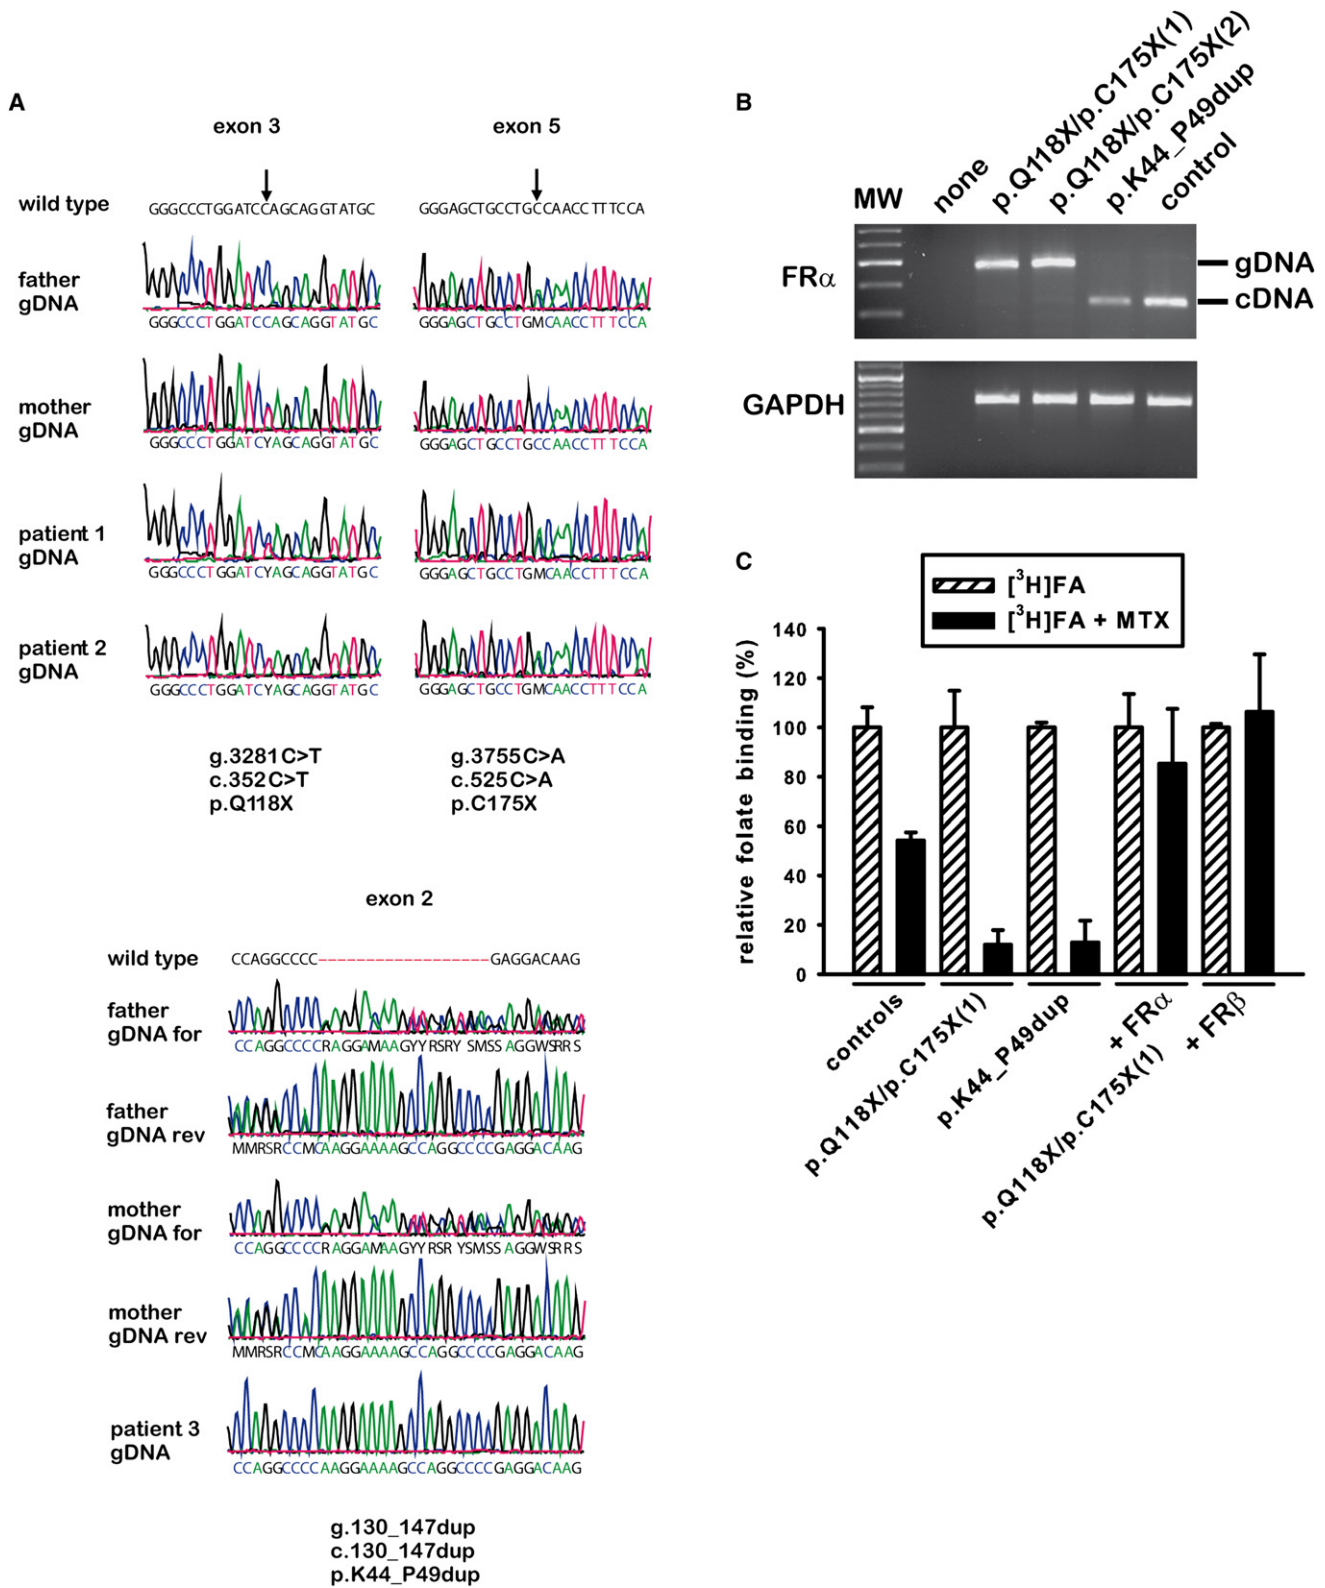 A
exon 3
exon 5
wild type
GGGCCCTGGATCCAGCAGGTATGC
GGGAGCTGCCTGCCAACCTTTCCA
father
gDNA
GGGCCCTGGATCCAGCAGGTATGC
GGGAGCTGCCTGMCAACCTTTCCA
mother
gDNA
GGGCCCTGGATCYAGCAGGTATGC
GGGAGCTGCCTGCCAACCTTTCCA
patient 1
gDNA
GGGCCCTGGATCYAGCAGGTATGC
GGGAGCTGCCTGMCAACCTTTCCA
patient 2
gDNA
GGGCCCTGGATCYAGCAGGTATGC
GGGAGCTGCCTGMCAACCTTTCCA
g.3281C>T
c.352C>T
p.Q118X
g.3755C>A
c.525C>A
p.C175X
exon 2
wild type
CCAGGCCCC------------------GAGGACAAG
father
gDNA for
CCAGGCCCCRAGGAMAAGYYRSRY SMSSAGGWSRRS
father
gDNA rev
MMRSRCCMCAAGGAAAAGCCAGGCCCCGAGGACAAG
mother
gDNA for
CCAGGCCCCRAGGAMAAGYYRSR YSMSSAGGWSRRS
mother
gDNA rev
MMRSRCCMCAAGGAAAAGCCAGGCCCCGAGGACAAG
patient 3
gDNA
CCAGGCCCCAAGGAAAAGCCAGGCCCCGAGGACAAG
g.130_147dup
c.130_147dup
p.K44_P49dup
B
MW
none
p.Q118X/p.C175X(1)
p.Q118X/p.C175X(2)
p.K44_P49dup
control
FRα
gDNA
cDNA
GAPDH
C
[³H]FA
[³H]FA + MTX
relative folate binding (%)
140
120
100
80
60
40
20
0
controls
p.Q118X/p.C175X(1)
p.K44_P49dup
+ FRα
p.Q118X/p.C175X(1)
+ FRβ